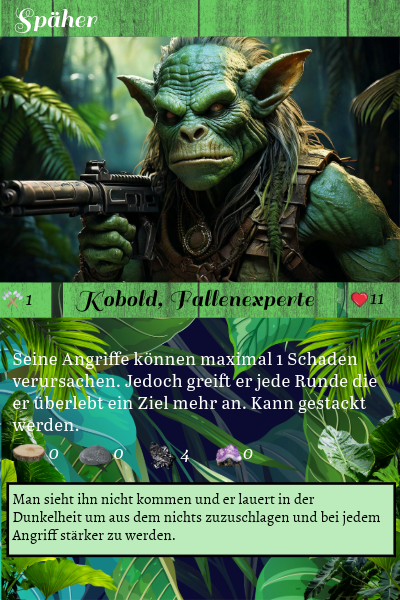 Späher
1 Kobold, Fallenexperte 11
Seine Angriffe können maximal 1 Schaden
verursachen. Jedoch greift er jede Runde die
er überlebt ein Ziel mehr an. Kann gestackt
werden.
0 0 4 0
Man sieht ihn nicht kommen und er lauert in der
Dunkelheit um aus dem nichts zuzuschlagen und bei jedem
Angriff stärker zu werden.